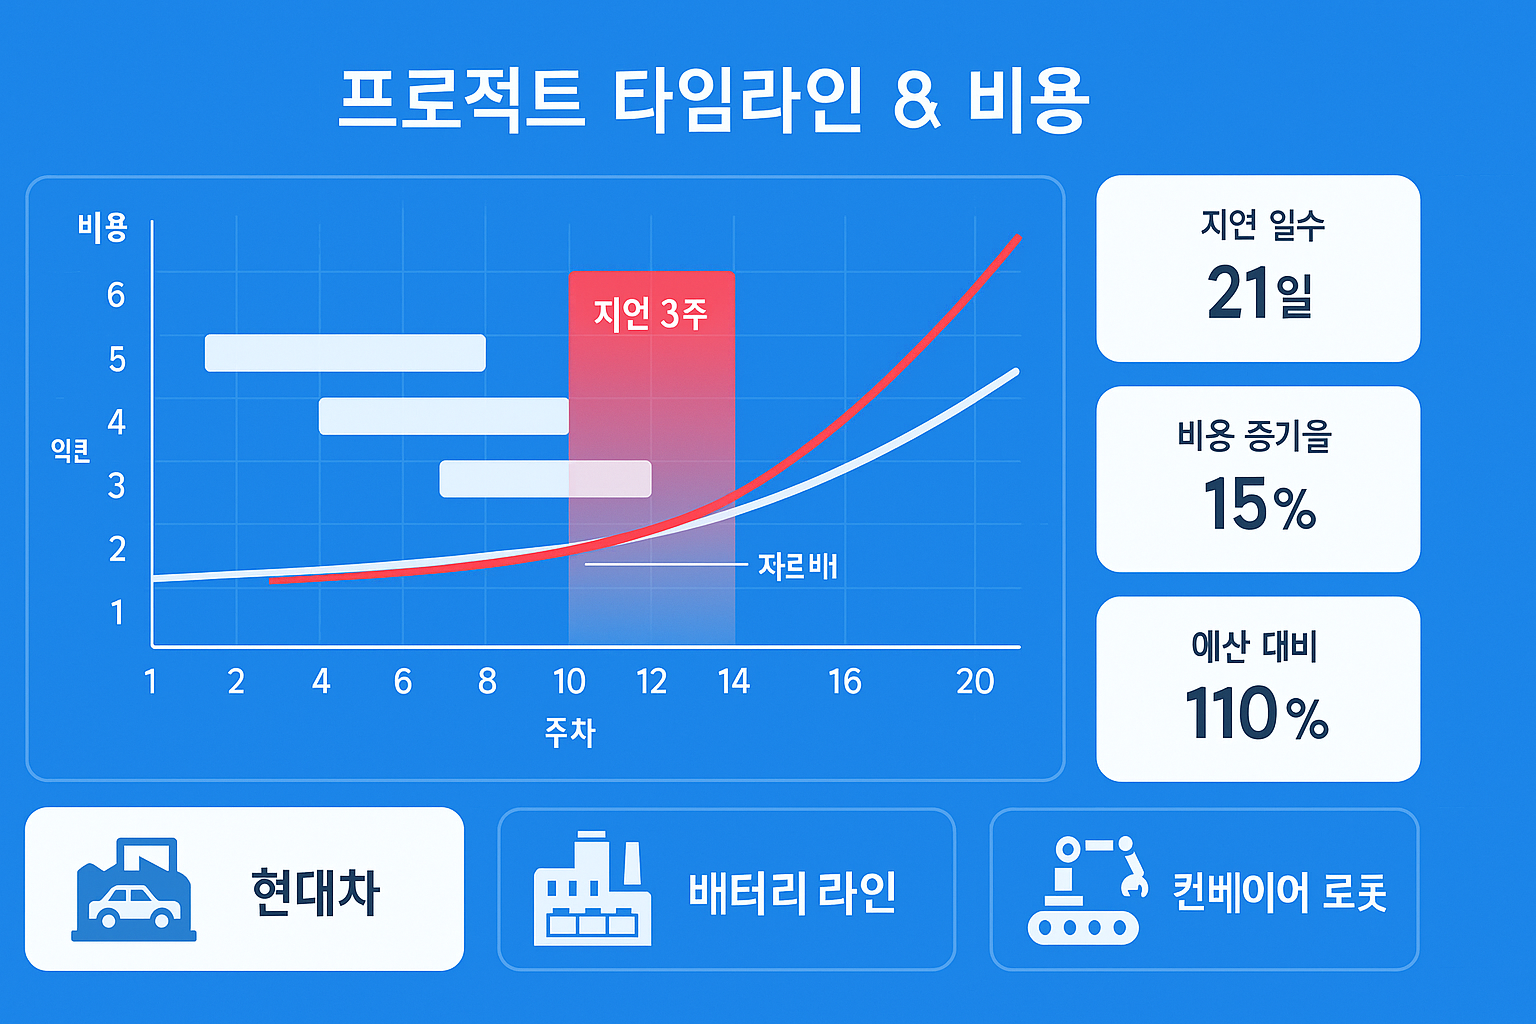 프로적트 타임라인 & 비용
비용
6
5
4
3
2
1
익큰
지언 3주
자르배
1 2 4 6 8 10 12 14 16 20
주차
지연 일수
21일
비용 증기율
15%
예산 대비
110%
현대차
배터리 라인
컨베이어 로봇